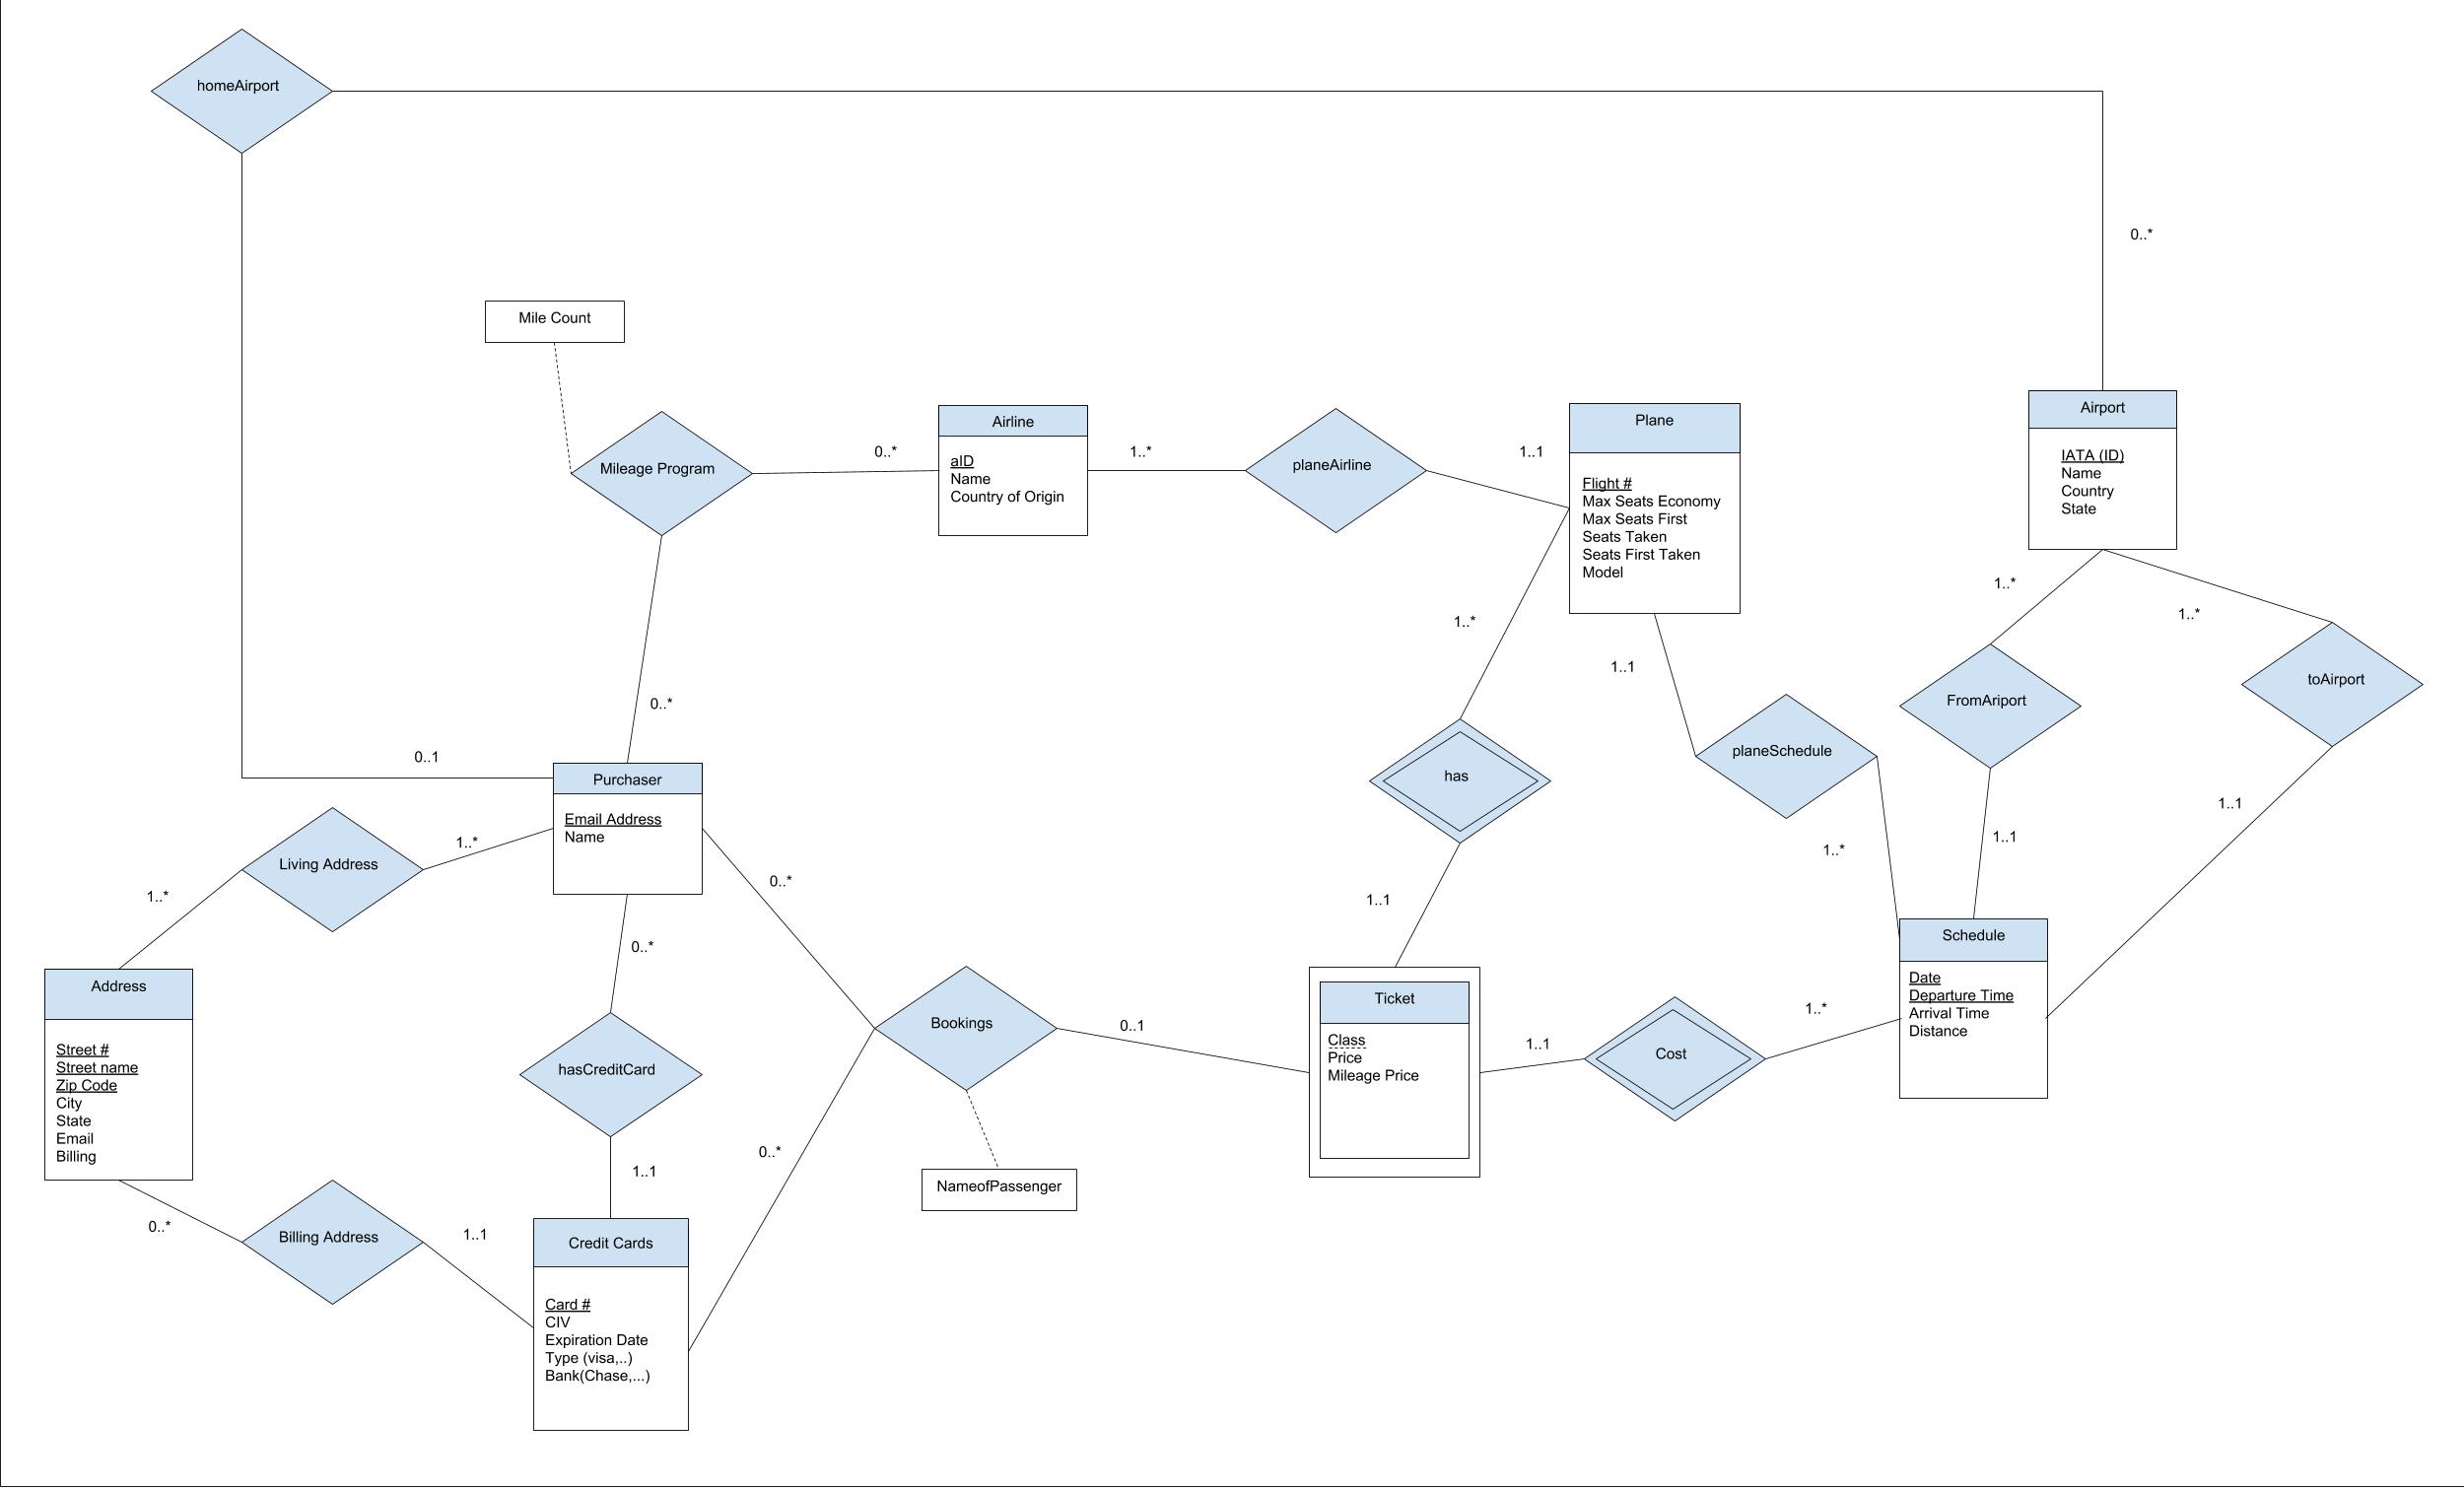 homeAirport
0..*
Mile Count
Mileage Program
0..*
Airline
aID
Name
Country of Origin
1..*
planeAirline
1..1
Plane
Flight #
Max Seats Economy
Max Seats First
Seats Taken
Seats First Taken
Model
Airport
IATA (ID)
Name
Country
State
1..*
1..*
1..*
1..1
0..*
planeSchedule
FromAriport
toAirport
0..1
Purchaser
Email Address
Name
has
1..1
1..1
1..*
Living Address
1..*
1..*
0..*
1..1
0..*
Address
Street #
Street name
Zip Code
City
State
Email
Billing
hasCreditCard
Bookings
0..1
Ticket
Class
Price
Mileage Price
1..1
Cost
1..*
Schedule
Date
Departure Time
Arrival Time
Distance
0..*
NameofPassenger
1..1
0..*
Billing Address
1..1
Credit Cards
Card #
CIV
Expiration Date
Type (visa,..)
Bank(Chase,...)